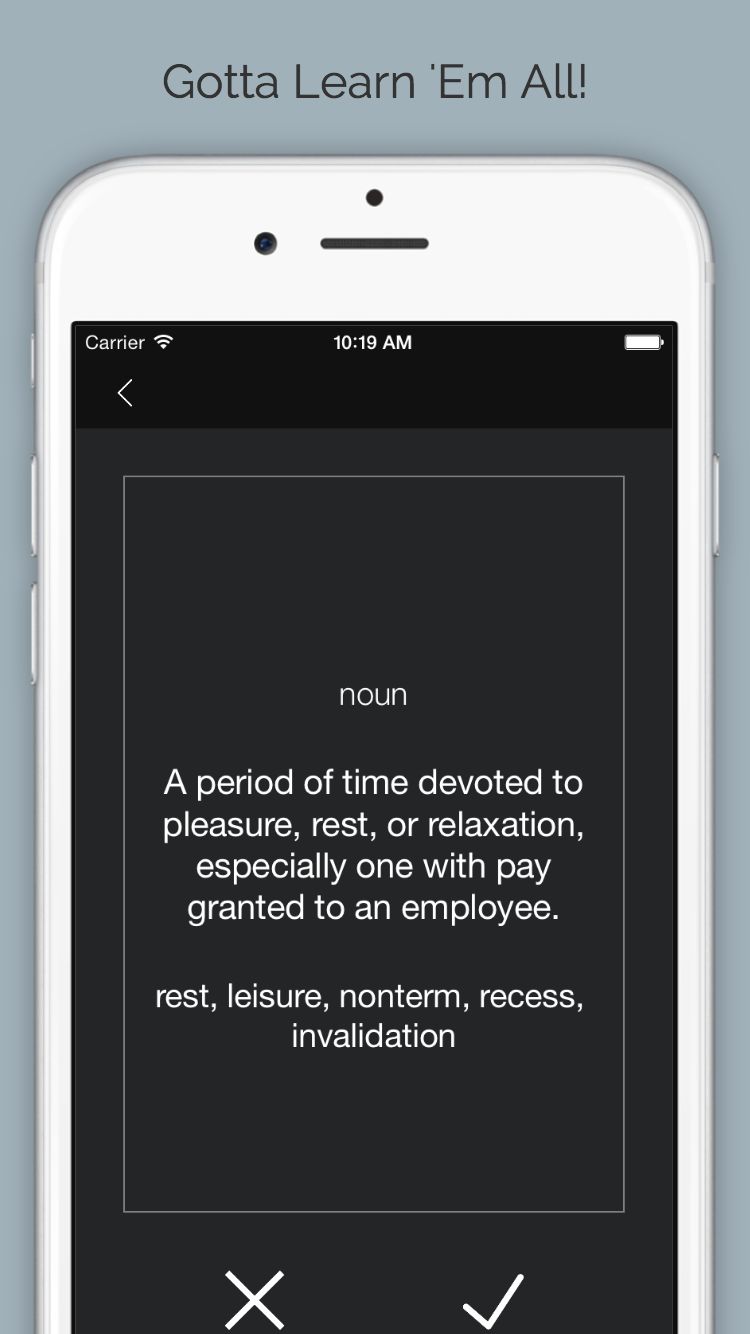 Gotta Learn 'Em All!
Carrier 10:19 AM
noun
A period of time devoted to
pleasure, rest, or relaxation,
especially one with pay
granted to an employee.
rest, leisure, nonterm, recess,
invalidation